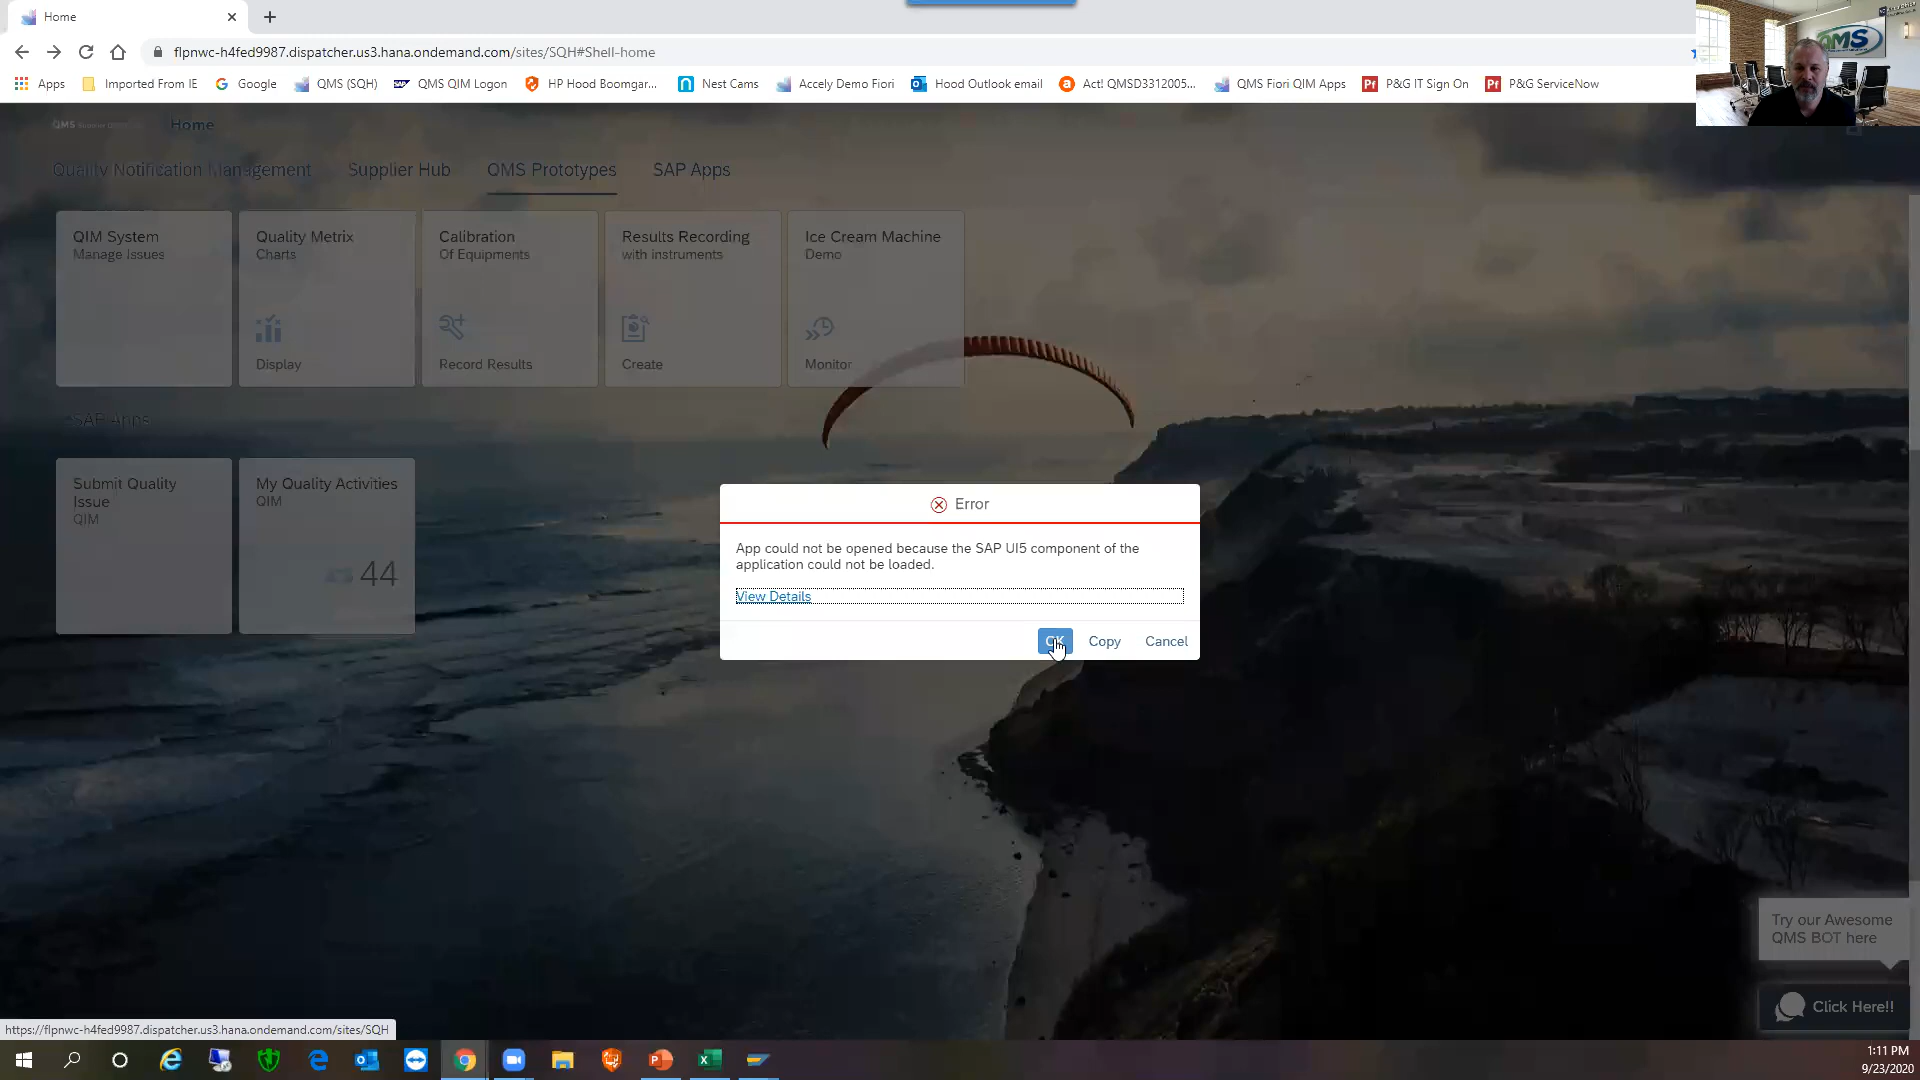 Home
flpnwc-h4fed9987.dispatcher.us3.hana.ondemand.com/sites/SQH#Shell-home
Apps Imported From IE Google QMS (SQH) QMS QIM Logon HP Hood Boomgar... Nest Cams Accely Demo Fiori Hood Outlook email Act! QMSD3312005... QMS Fiori QIM Apps P&G IT Sign On P&G ServiceNow
QMS
QMS Home
Quality Notification Management Supplier Hub QMS Prototypes SAP Apps
QIM System
Manage Issues
Quality Metrix
Charts
Display
Calibration
Of Equipments
Record Results
Results Recording
with instruments
Create
Ice Cream Machine
Demo
Monitor
SAP Apps
Submit Quality
Issue
QIM
My Quality Activities
QIM
44
Error
App could not be opened because the SAP UI5 component of the
application could not be loaded.
View Details
OK Copy Cancel
Try our Awesome
QMS BOT here
Click Here!!
https://flpnwc-h4fed9987.dispatcher.us3.hana.ondemand.com/sites/SQH
1:11 PM
9/23/2020